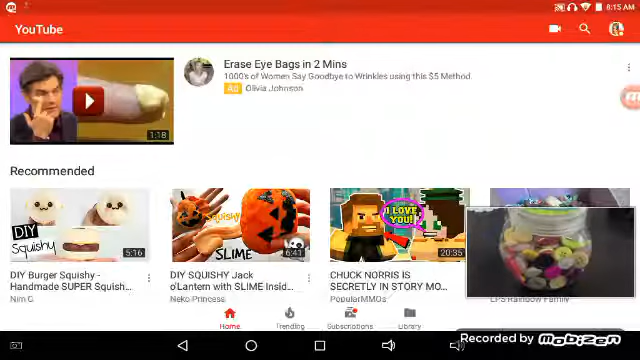 8:15 AM
YouTube
Erase Eye Bags in 2 Mins
1000's of Women Say Goodbye to Wrinkles using this $5 Method.
Ad Olivia Johnson
1:18
Recommended
DIY
Squishy
5:16
SLIME
6:41
I LOVE
YOU!
20:35
DIY Burger Squishy -
Handmade SUPER Squish...
Nim C
DIY SQUISHY Jack
o'Lantern with SLIME Insid...
Neko Princess
CHUCK NORRIS IS
SECRETLY IN STORY MO...
PopularMMOs
LPS Rainbow Family
Home
Trending
Subscriptions
Library
Recorded by Mobizen